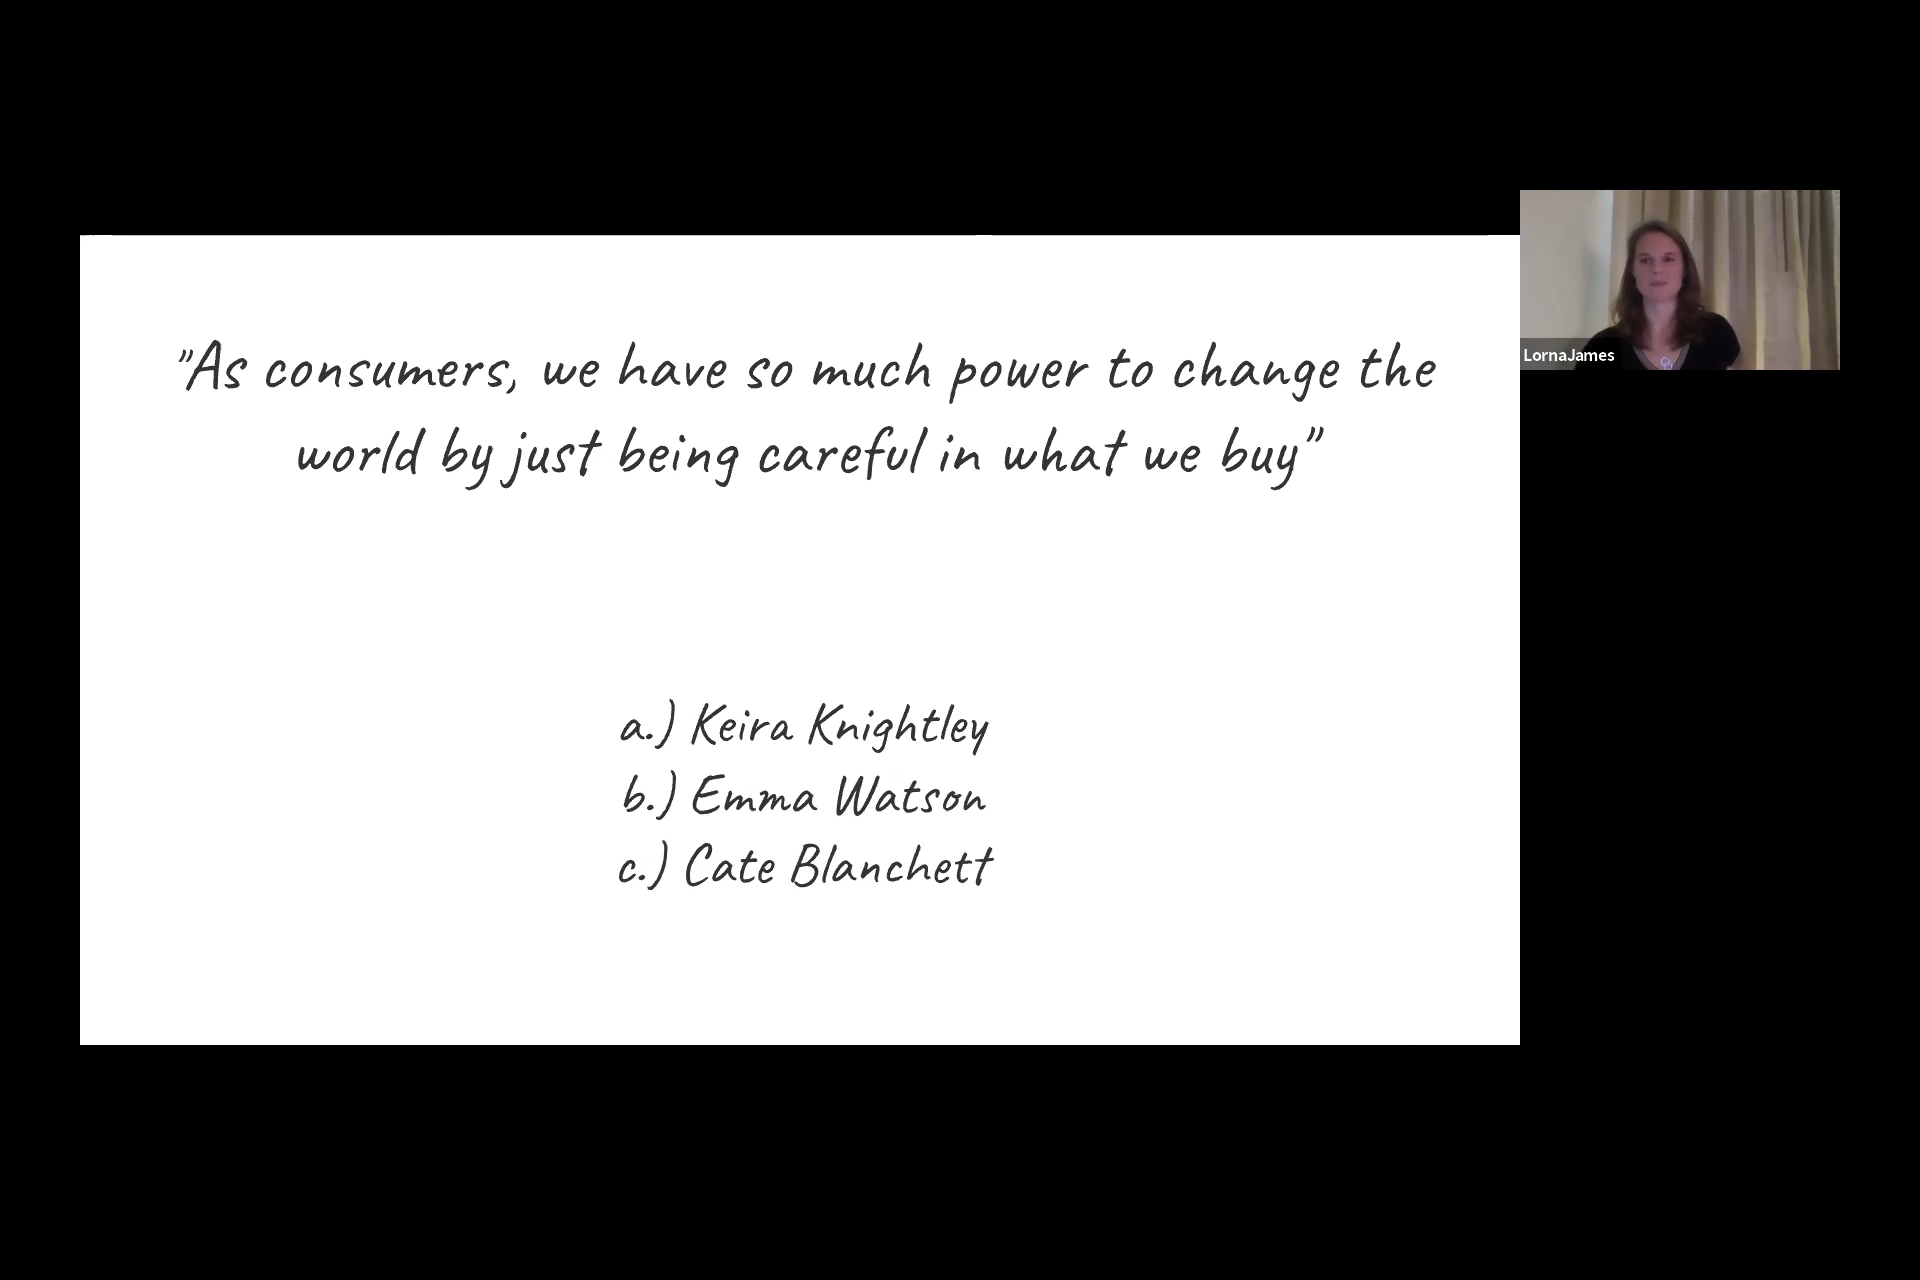 "As consumers, we have so much power to change the
world by just being careful in what we buy"
a.) Keira Knightley
b.) Emma Watson
c.) Cate Blanchett
LornaJames